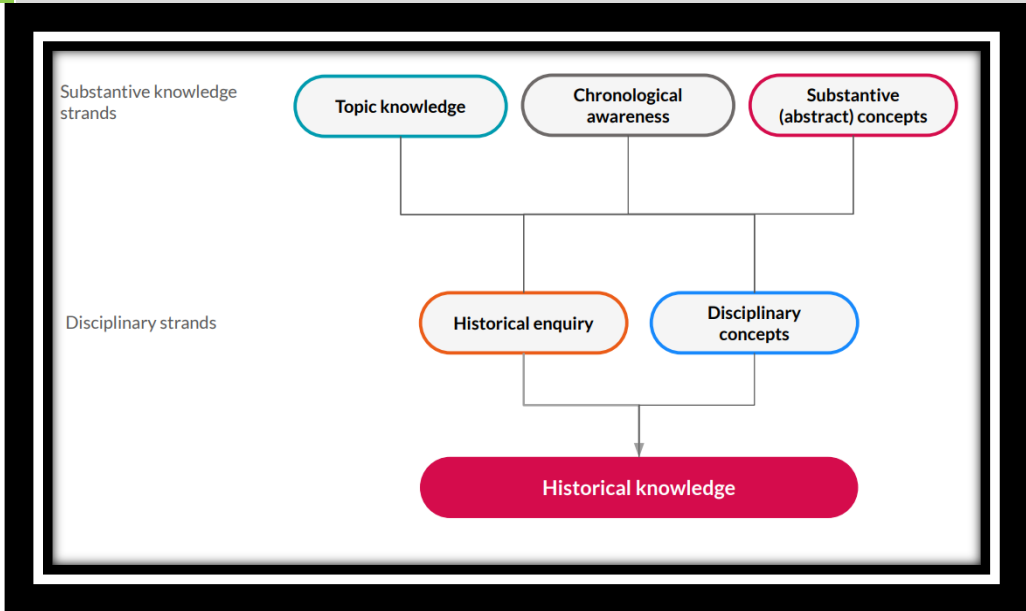 Substantive knowledge
strands
Topic knowledge
Chronological
awareness
Substantive
(abstract) concepts
Disciplinary strands
Historical enquiry
Disciplinary
concepts
Historical knowledge